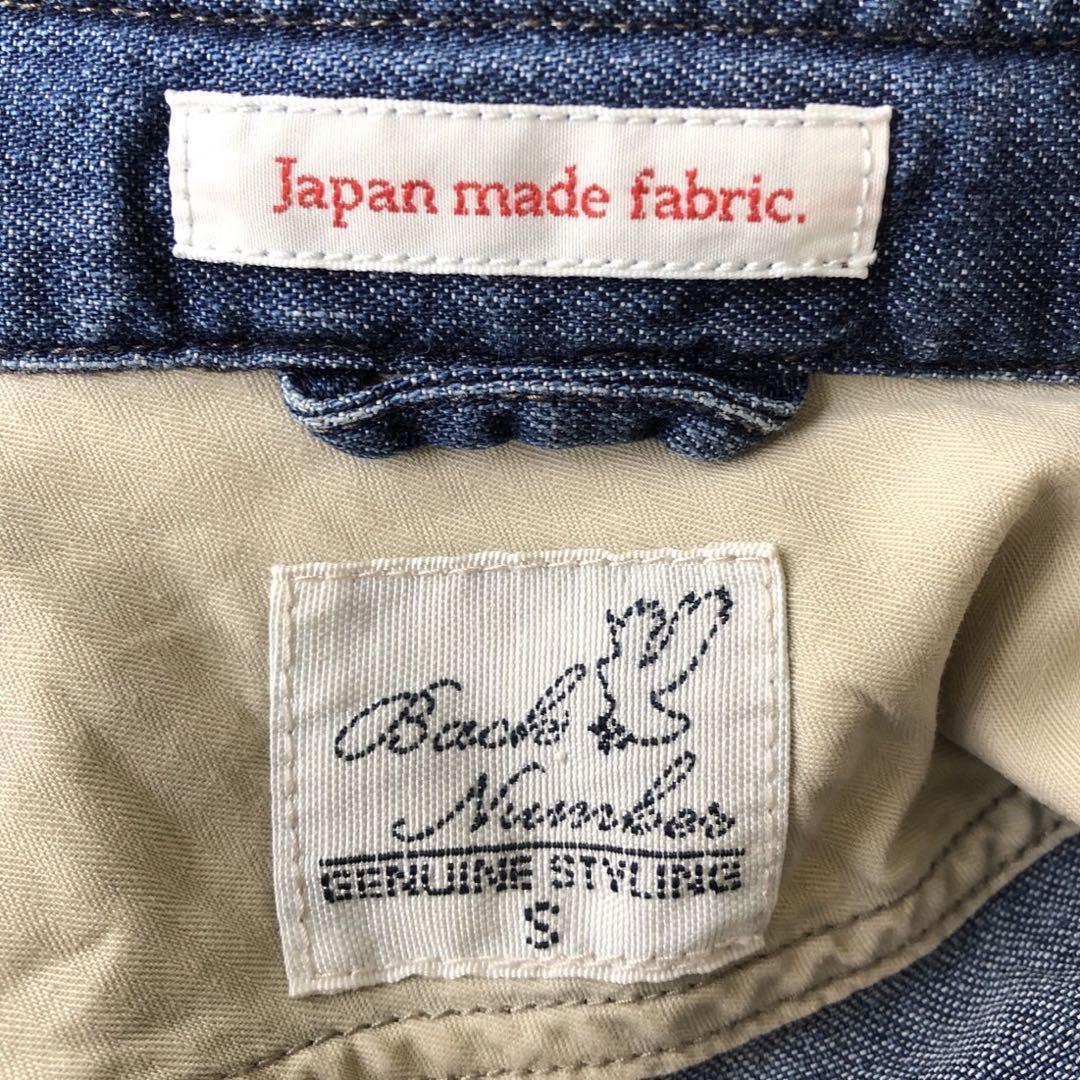 Japan made fabric.
Back
Number
GENUINE STYLING
S